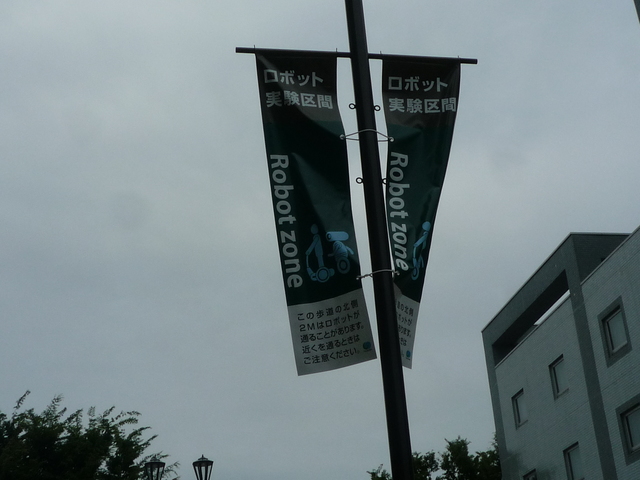 ロボット
実験区間
Robot zone
この歩道の北側
2Mはロボットが
通ることがあります。
近くを通るときは
ご注意ください。
ロボット
実験区間
Robot zone